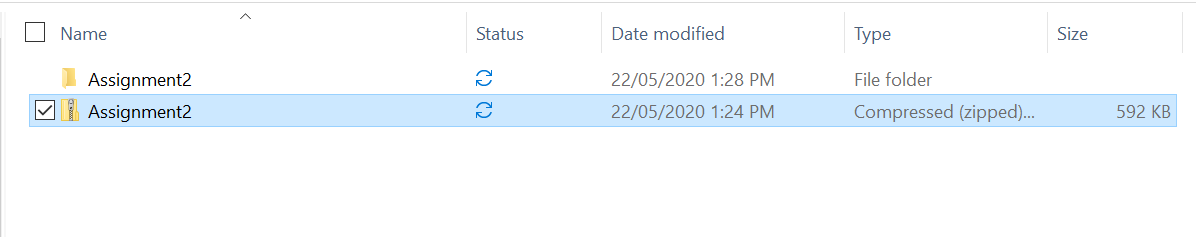 Name Status Date modified Type Size
Assignment2 22/05/2020 1:28 PM File folder
Assignment2 22/05/2020 1:24 PM Compressed (zipped)... 592 KB